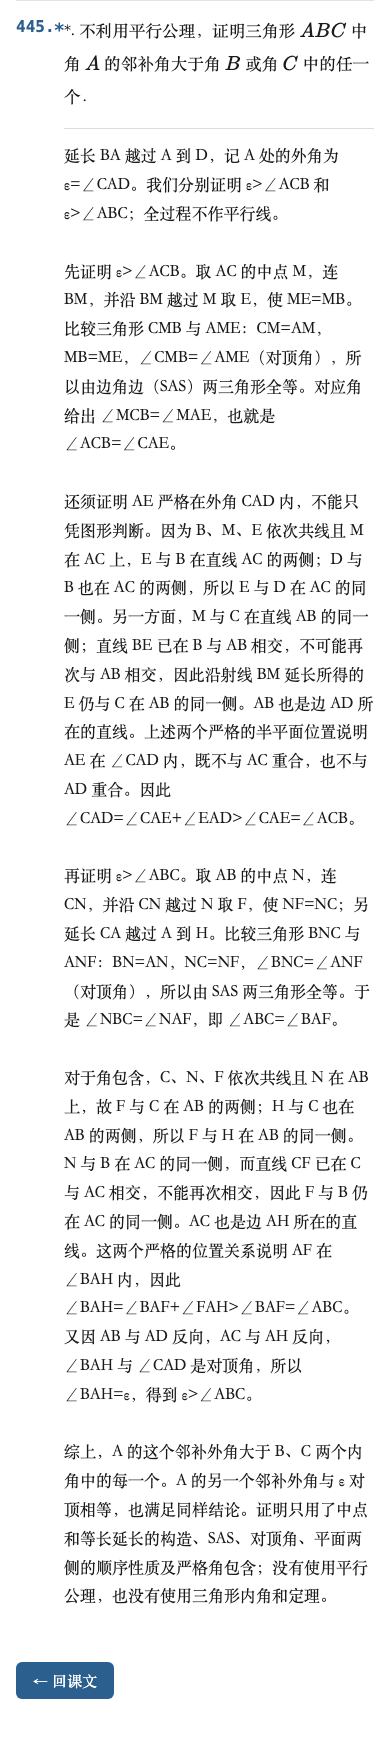 445.** . 不利用平行公理，证明三角形 ABC 中
角 A 的邻补角大于角 B 或角 C 中的任一
个.
延长 BA 越过 A 到 D，记 A 处的外角为
ε=∠CAD。我们分别证明 ε>∠ACB 和
ε>∠ABC；全过程不作平行线。
先证明 ε>∠ACB。取 AC 的中点 M，连
BM，并沿 BM 越过 M 取 E，使 ME=MB。
比较三角形 CMB 与 AME：CM=AM，
MB=ME，∠CMB=∠AME（对顶角），所
以由边角边（SAS）两三角形全等。对应角
给出 ∠MCB=∠MAE，也就是
∠ACB=∠CAE。
还须证明 AE 严格在外角 CAD 内，不能只
凭图形判断。因为 B、M、E 依次共线且 M
在 AC 上，E 与 B 在直线 AC 的两侧；D 与
B 也在 AC 的两侧，所以 E 与 D 在 AC 的同
一侧。另一方面，M 与 C 在直线 AB 的同一
侧；直线 BE 已在 B 与 AB 相交，不可能再
次与 AB 相交，因此沿射线 BM 延长所得的
E 仍与 C 在 AB 的同一侧。AB 也是边 AD 所
在的直线。上述两个严格的半平面位置说明
AE 在 ∠CAD 内，既不与 AC 重合，也不与
AD 重合。因此
∠CAD=∠CAE+∠EAD>∠CAE=∠ACB。
再证明 ε>∠ABC。取 AB 的中点 N，连
CN，并沿 CN 越过 N 取 F，使 NF=NC；另
延长 CA 越过 A 到 H。比较三角形 BNC 与
ANF：BN=AN，NC=NF，∠BNC=∠ANF
（对顶角），所以由 SAS 两三角形全等。于
是 ∠NBC=∠NAF，即 ∠ABC=∠BAF。
对于角包含，C、N、F 依次共线且 N 在 AB
上，故 F 与 C 在 AB 的两侧；H 与 C 也在
AB 的两侧，所以 F 与 H 在 AB 的同一侧。
N 与 B 在 AC 的同一侧，而直线 CF 已在 C
与 AC 相交，不能再次相交，因此 F 与 B 仍
在 AC 的同一侧。AC 也是边 AH 所在的直
线。这两个严格的位置关系说明 AF 在
∠BAH 内，因此
∠BAH=∠BAF+∠FAH>∠BAF=∠ABC。
又因 AB 与 AD 反向，AC 与 AH 反向，
∠BAH 与 ∠CAD 是对顶角，所以
∠BAH=ε，得到 ε>∠ABC。
综上，A 的这个邻补外角大于 B、C 两个内
角中的每一个。A 的另一个邻补外角与 ε 对
顶相等，也满足同样结论。证明只用了中点
和等长延长的构造、SAS、对顶角、平面两
侧的顺序性质及严格角包含；没有使用平行
公理，也没有使用三角形内角和定理。
← 回课文